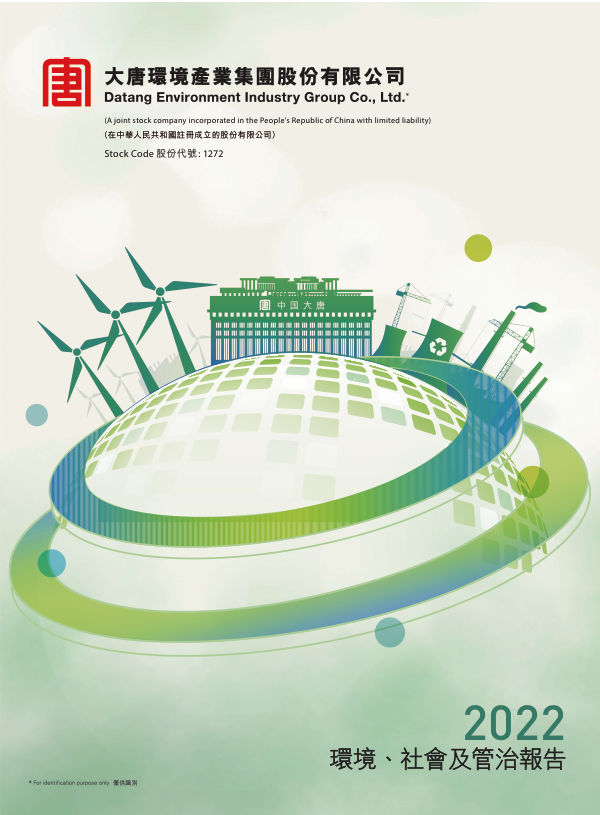 大唐環境產業集團股份有限公司
Datang Environment Industry Group Co., Ltd.*
(A joint stock company incorporated in the People's Republic of China with limited liability)
(在中華人民共和國註冊成立的股份有限公司)
Stock Code 股份代號: 1272
中国大唐
2022
環境、社會及管治報告
* For identification purpose only 僅供識別